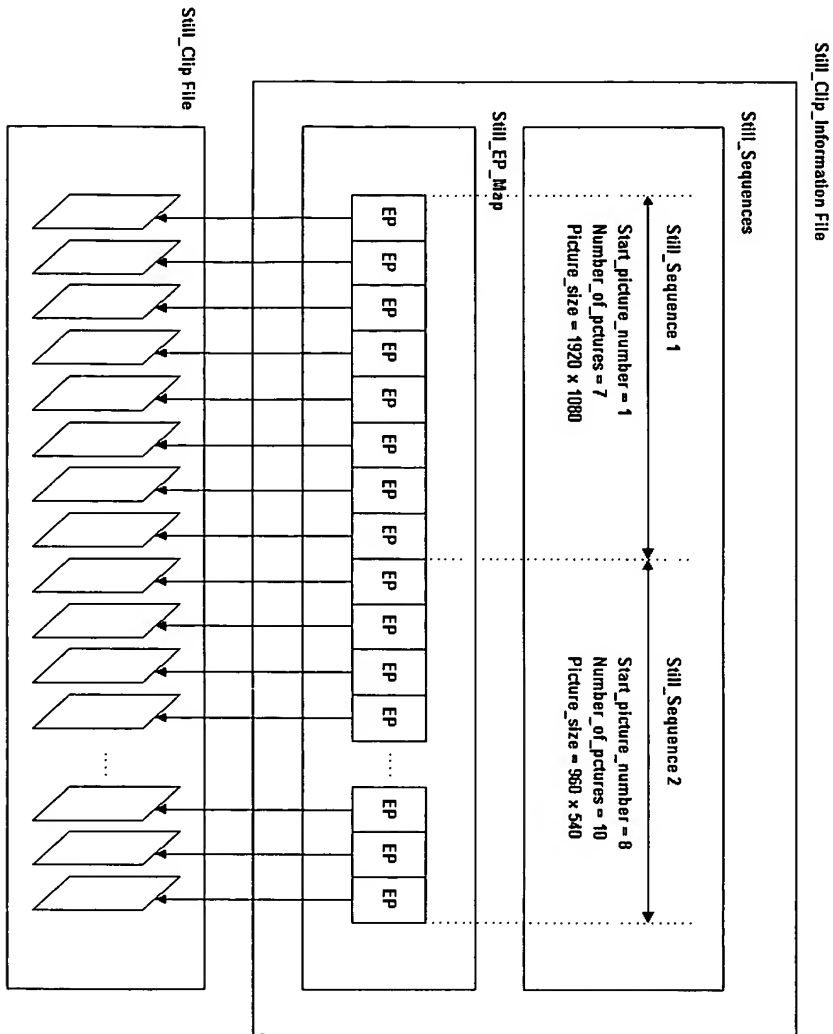 Still_Clip_Information File
Still_Sequences
Still_Sequence 1
Start_picture_number = 1
Number_of_pctures = 7
Picture_size = 1920 x 1080
Still_Sequence 2
Start_picture_number = 8
Number_of_pctures = 10
Picture_size = 960 x 540
Still_EP_Map
EP EP EP EP EP EP EP EP EP EP EP EP ..... EP EP EP
Still_Clip File